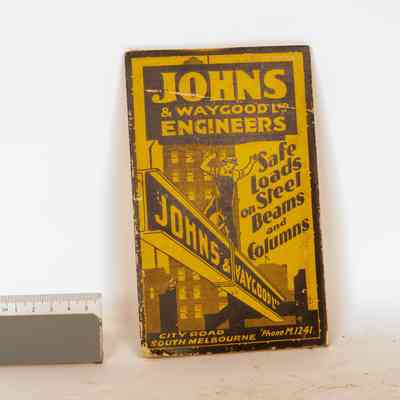 JOHNS
& WAYGOOD LTD
ENGINEERS
"Safe
Loads
on Steel
Beams
and
Columns
JOHNS & WAYGOOD LTD
CITY ROAD
SOUTH MELBOURNE
'Phone M.1241.